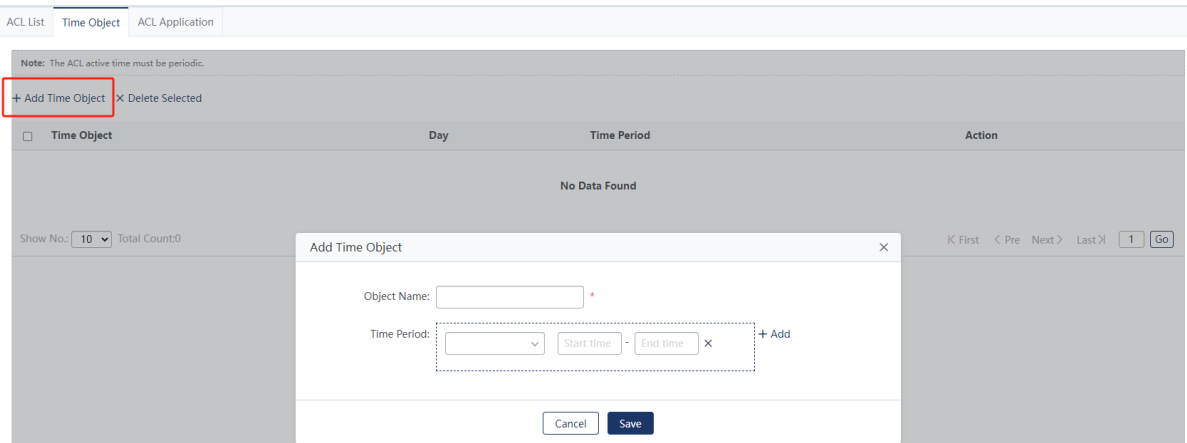 ACL List Time Object ACL Application
Note: The ACL active time must be periodic.
+ Add Time Object × Delete Selected
Time Object Day Time Period Action
No Data Found
Show No.: 10 Total Count:0 First Pre Next Last 1 Go
Add Time Object ×
Object Name: *
Time Period: Start time - End time × + Add
Cancel Save